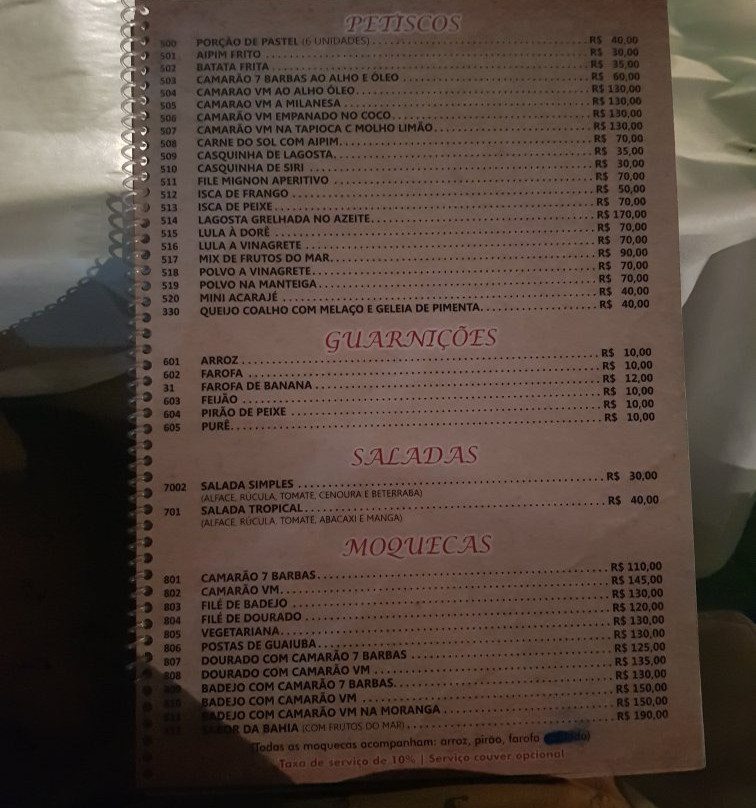 PETISCOS
500 PORÇÃO DE PASTEL (6 UNIDADES) R$ 40,00
501 AIPIM FRITO R$ 30,00
502 BATATA FRITA R$ 35,00
503 CAMARÃO 7 BARBAS AO ALHO E ÓLEO R$ 60,00
504 CAMARAO VM AO ALHO ÓLEO R$ 130,00
505 CAMARAO VM A MILANESA R$ 130,00
506 CAMARÃO VM EMPANADO NO COCO R$ 130,00
507 CAMARÃO VM NA TAPIOCA C MOLHO LIMÃO R$ 130,00
508 CARNE DO SOL COM AIPIM R$ 70,00
509 CASQUINHA DE LAGOSTA R$ 35,00
510 CASQUINHA DE SIRI R$ 30,00
511 FILE MIGNON APERITIVO R$ 70,00
512 ISCA DE FRANGO R$ 50,00
513 ISCA DE PEIXE R$ 70,00
514 LAGOSTA GRELHADA NO AZEITE R$ 170,00
515 LULA À DORÊ R$ 70,00
516 LULA A VINAGRETE R$ 70,00
517 MIX DE FRUTOS DO MAR R$ 90,00
518 POLVO A VINAGRETE R$ 70,00
519 POLVO NA MANTEIGA R$ 70,00
520 MINI ACARAJÉ R$ 40,00
330 QUEIJO COALHO COM MELAÇO E GELEIA DE PIMENTA R$ 40,00
GUARNIÇÕES
601 ARROZ R$ 10,00
602 FAROFA R$ 10,00
31 FAROFA DE BANANA R$ 12,00
603 FEIJÃO R$ 10,00
604 PIRÃO DE PEIXE R$ 10,00
605 PURÊ R$ 10,00
SALADAS
7002 SALADA SIMPLES R$ 30,00
(ALFACE, RÚCULA, TOMATE, CENOURA E BETERRABA)
701 SALADA TROPICAL R$ 40,00
(ALFACE, RÚCULA, TOMATE, ABACAXI E MANGA)
MOQUECAS
801 CAMARÃO 7 BARBAS R$ 110,00
802 CAMARÃO VM R$ 145,00
803 FILÉ DE BADEJO R$ 130,00
804 FILÉ DE DOURADO R$ 120,00
805 VEGETARIANA R$ 130,00
806 POSTAS DE GUAIUBA R$ 130,00
807 DOURADO COM CAMARÃO 7 BARBAS R$ 125,00
808 DOURADO COM CAMARÃO VM R$ 135,00
BADEJO COM CAMARÃO 7 BARBAS R$ 130,00
BADEJO COM CAMARÃO VM R$ 150,00
BADEJO COM CAMARÃO VM NA MORANGA R$ 150,00
SABOR DA BAHIA (COM FRUTOS DO MAR) R$ 190,00
(Todas as moquecas acompanham: arroz, pirão, farofa
Taxa de serviço de 10% | Serviço couver opcional